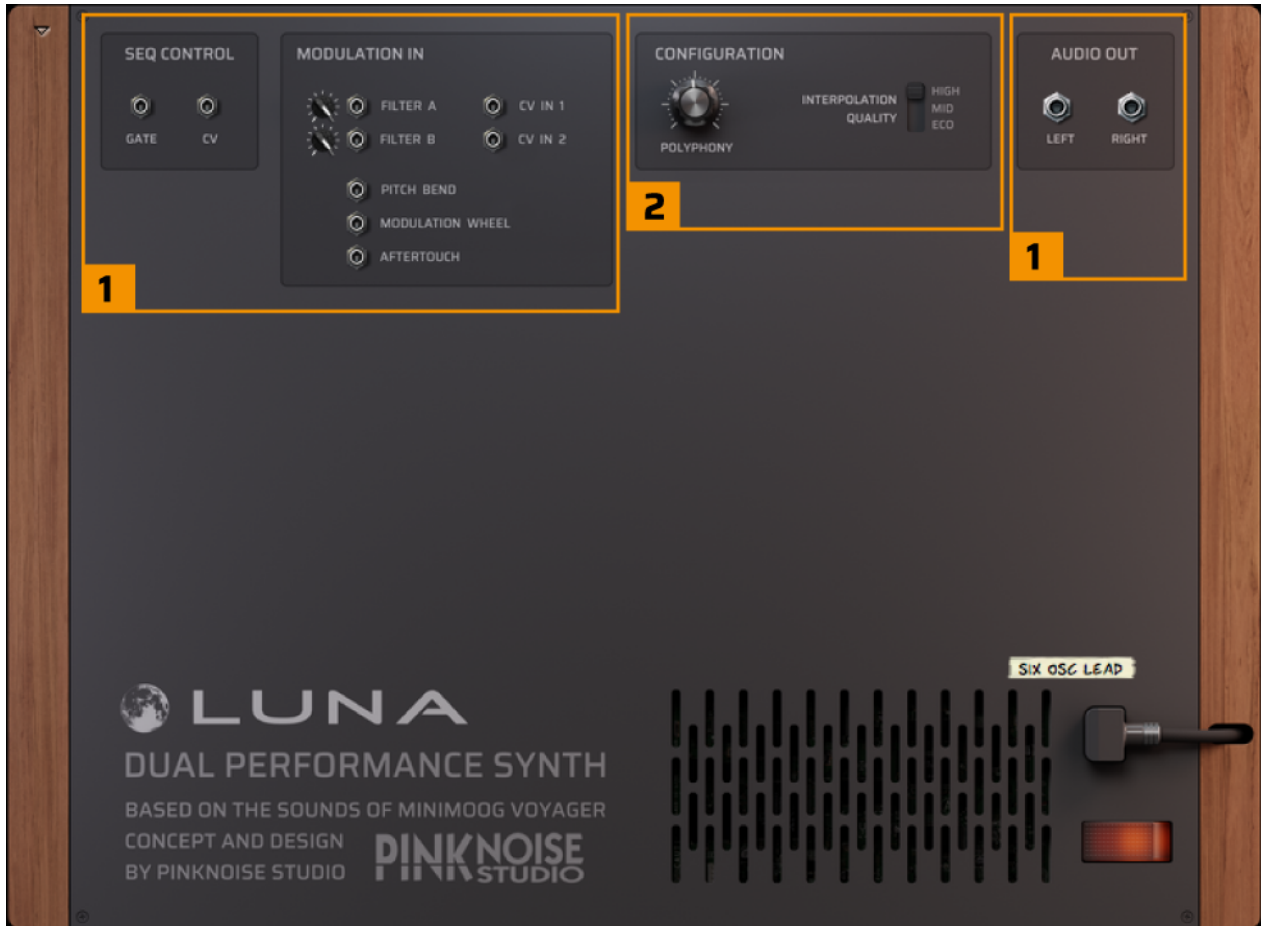 SEQ CONTROL
GATE
CV
MODULATION IN
FILTER A
CV IN 1
FILTER B
CV IN 2
PITCH BEND
MODULATION WHEEL
AFTERTOUCH
1
CONFIGURATION
POLYPHONY
INTERPOLATION
QUALITY
HIGH
MID
ECO
2
AUDIO OUT
LEFT
RIGHT
1
SIX OSC LEAD
LUNA
DUAL PERFORMANCE SYNTH
BASED ON THE SOUNDS OF MINIMOOG VOYAGER
CONCEPT AND DESIGN
BY PINKNOISE STUDIO
PINKNOISE
STUDIO